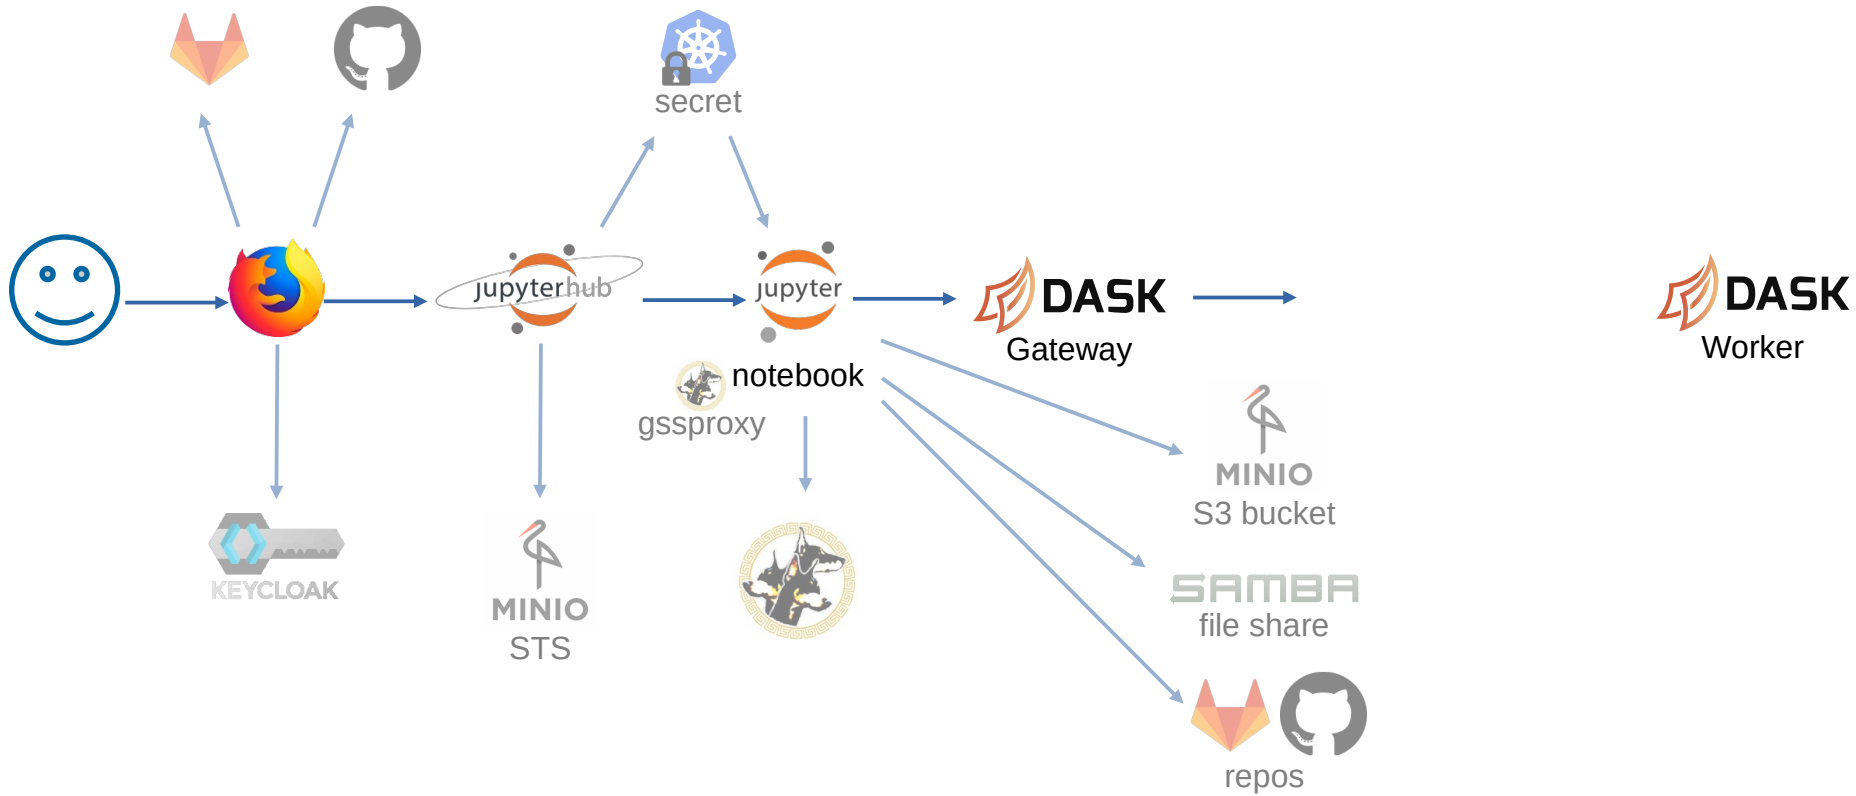 secret
jupyterhub
jupyter
DASK
Gateway
DASK
Worker
notebook
gssproxy
MINIO
S3 bucket
KEYCLOAK
MINIO
STS
SAMBA
file share
repos